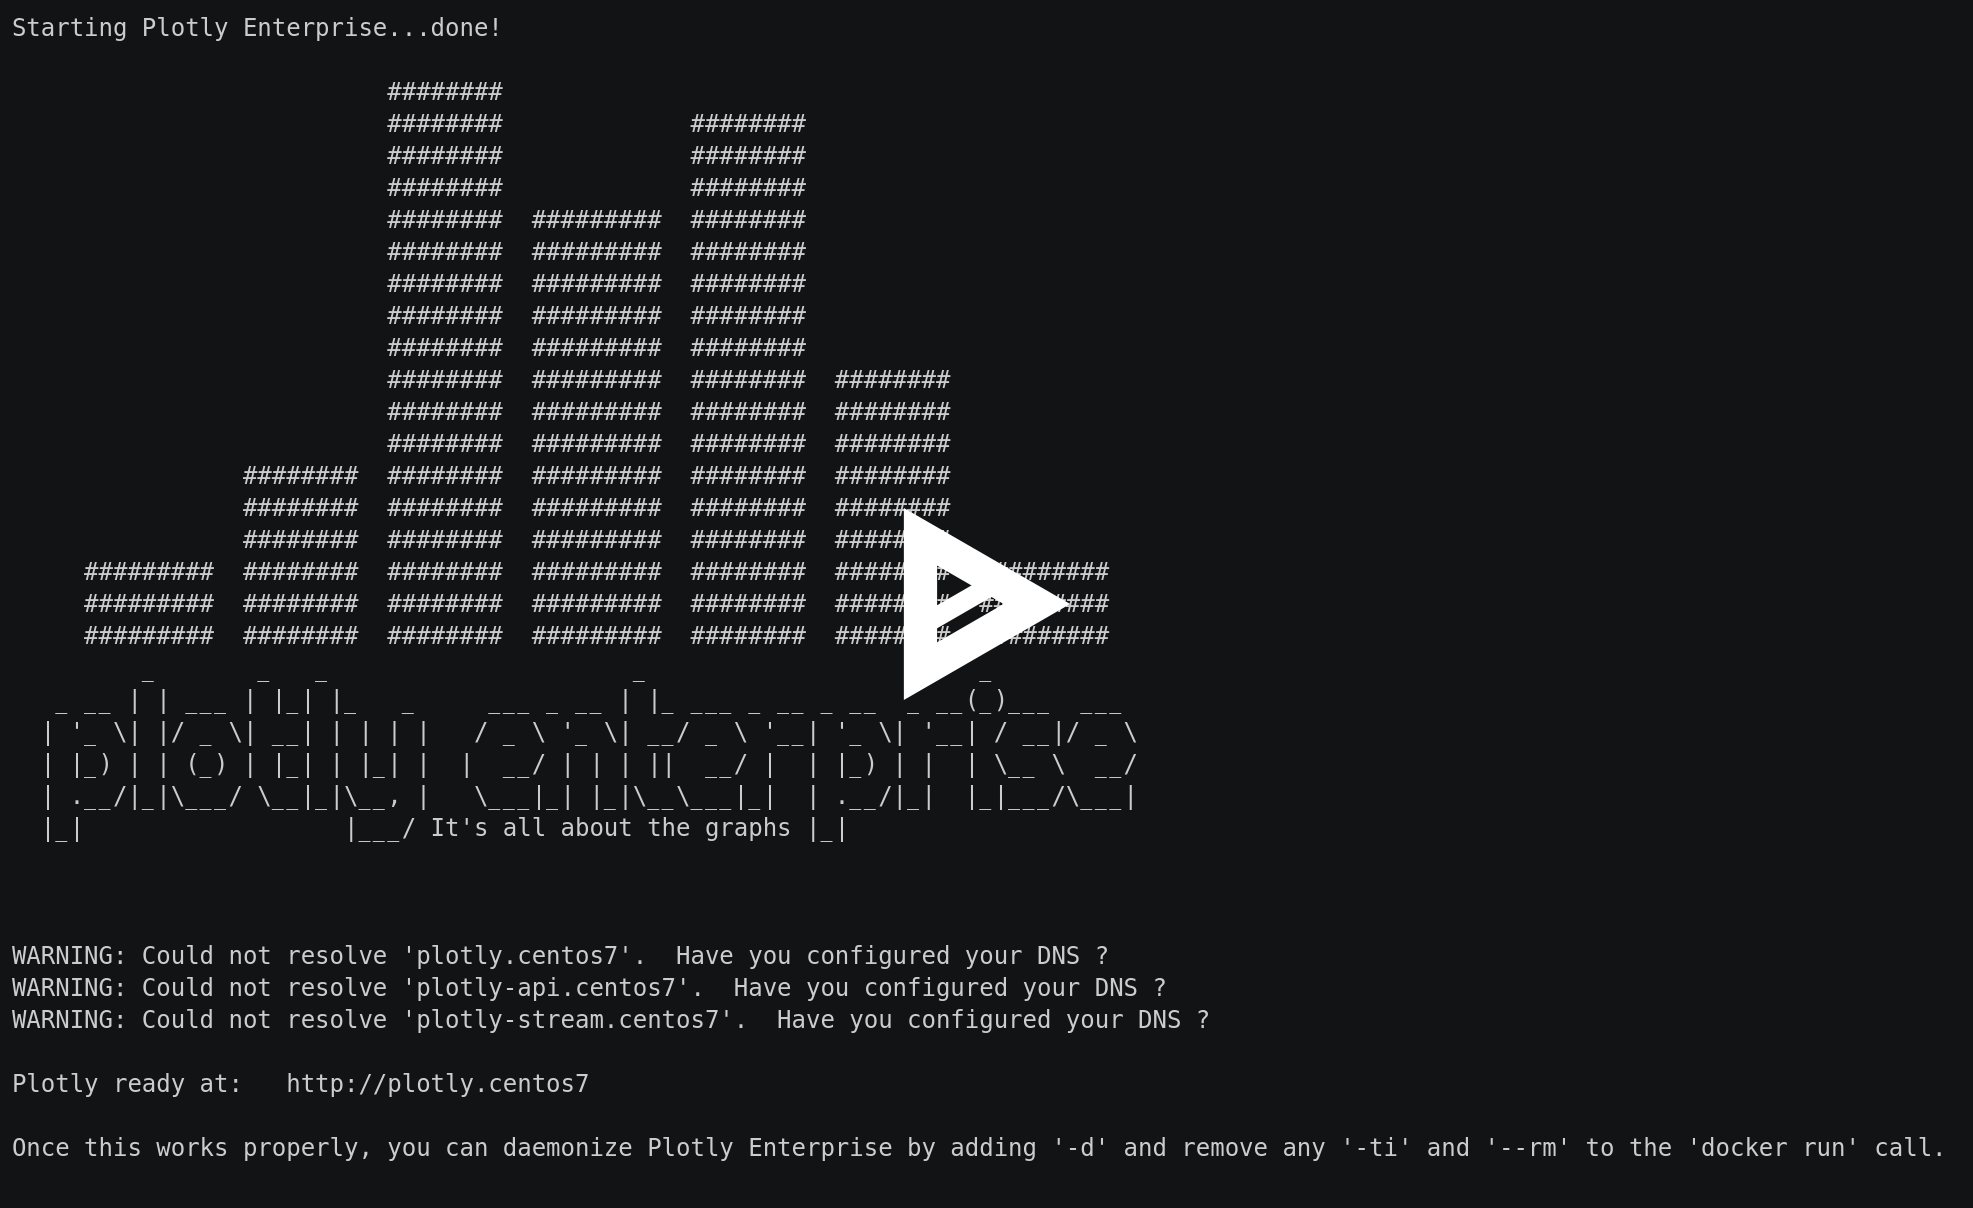 Starting Plotly Enterprise...done!
plotly enterprise
It's all about the graphs
WARNING: Could not resolve 'plotly.centos7'.  Have you configured your DNS ?
WARNING: Could not resolve 'plotly-api.centos7'.  Have you configured your DNS ?
WARNING: Could not resolve 'plotly-stream.centos7'.  Have you configured your DNS ?
Plotly ready at:   http://plotly.centos7
Once this works properly, you can daemonize Plotly Enterprise by adding '-d' and remove any '-ti' and '--rm' to the 'docker run' call.